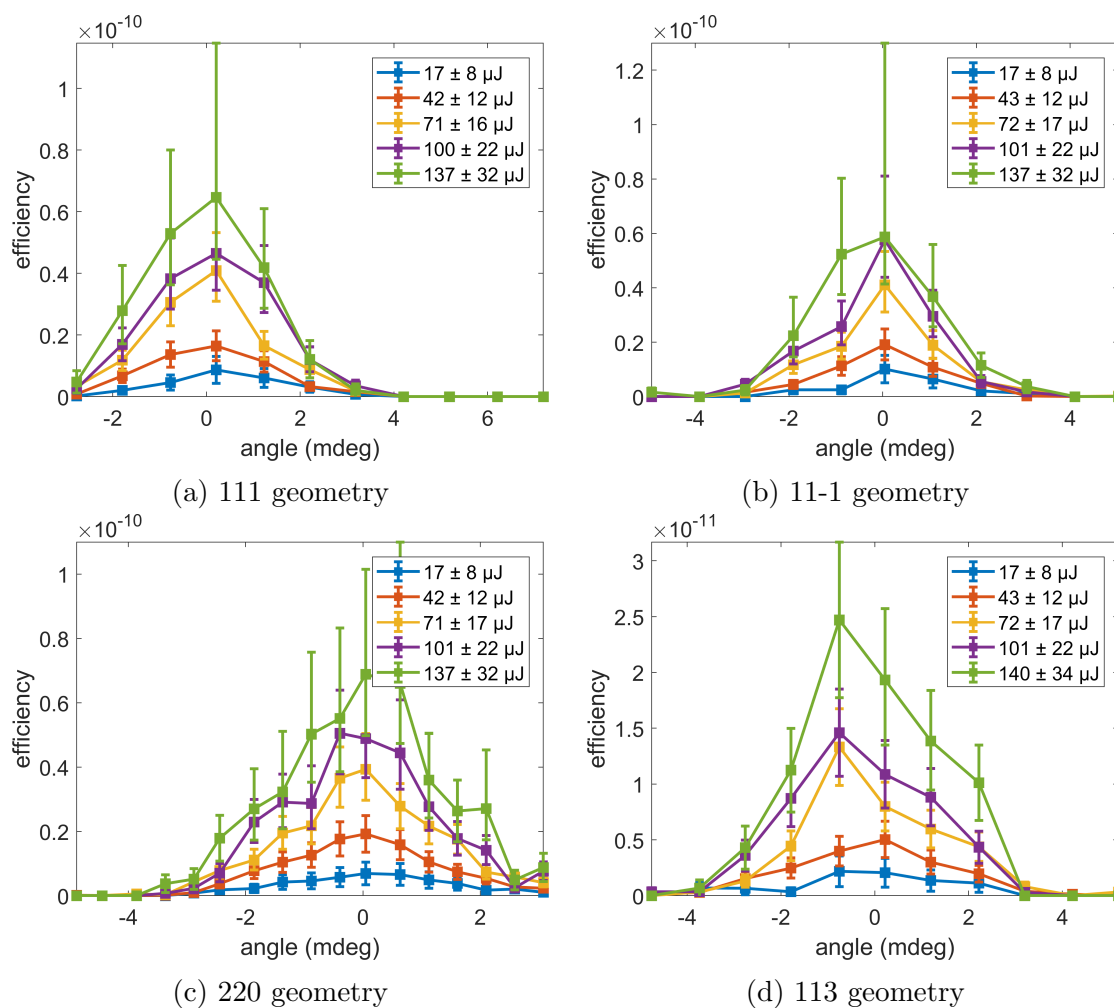 ×10⁻¹⁰
1
0.8
0.6
0.4
0.2
0
efficiency
-2 0 2 4 6
angle (mdeg)
17 ± 8 µJ
42 ± 12 µJ
71 ± 16 µJ
100 ± 22 µJ
137 ± 32 µJ
(a) 111 geometry
×10⁻¹⁰
1.2
1
0.8
0.6
0.4
0.2
0
efficiency
-4 -2 0 2 4
angle (mdeg)
17 ± 8 µJ
43 ± 12 µJ
72 ± 17 µJ
101 ± 22 µJ
137 ± 32 µJ
(b) 11-1 geometry
×10⁻¹⁰
1
0.8
0.6
0.4
0.2
0
efficiency
-4 -2 0 2
angle (mdeg)
17 ± 8 µJ
42 ± 12 µJ
71 ± 17 µJ
101 ± 22 µJ
137 ± 32 µJ
(c) 220 geometry
×10⁻¹¹
3
2.5
2
1.5
1
0.5
0
efficiency
-4 -2 0 2 4
angle (mdeg)
17 ± 8 µJ
43 ± 12 µJ
72 ± 17 µJ
101 ± 22 µJ
140 ± 34 µJ
(d) 113 geometry